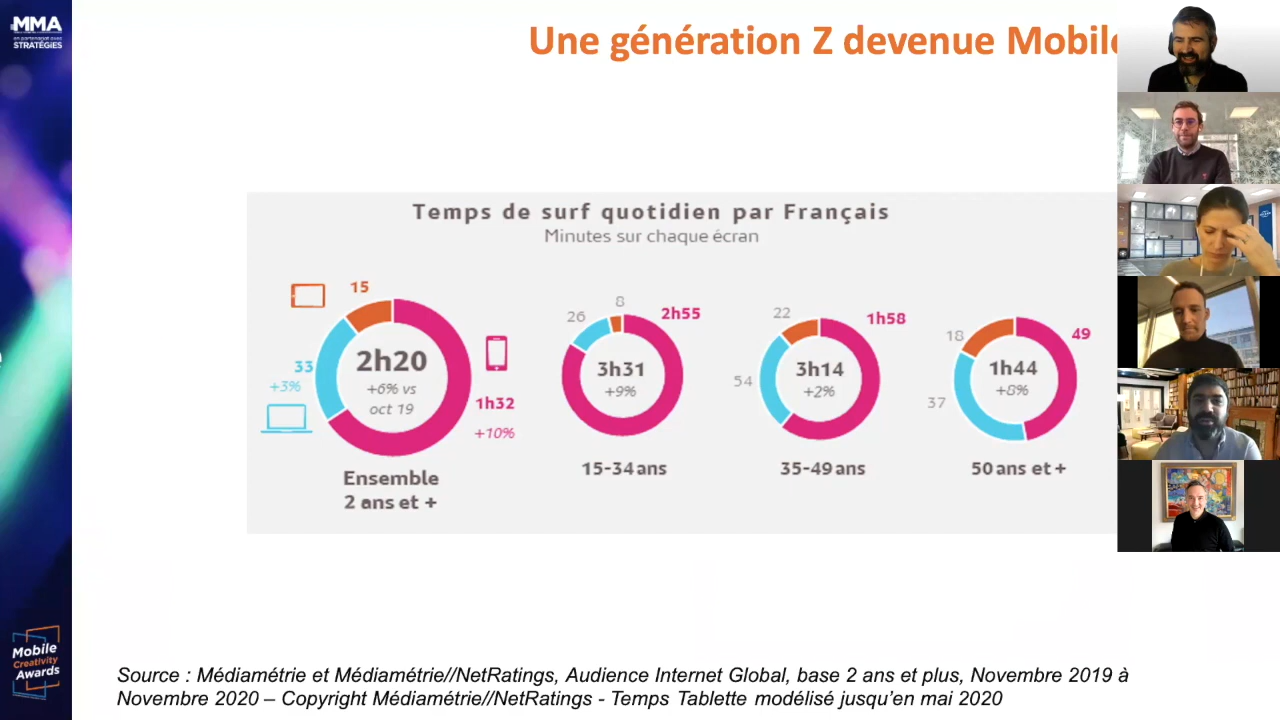 MMA
en partenariat avec
STRATÉGIES
Une génération Z devenue Mobile
Temps de surf quotidien par Français
Minutes sur chaque écran
15
33
+3%
2h20
+6% vs
oct 19
1h32
+10%
Ensemble
2 ans et +
8
26
2h55
3h31
+9%
15-34 ans
22
1h58
54
3h14
+2%
35-49 ans
18
49
37
1h44
+8%
50 ans et +
Mobile
Creativity
Awards
Source : Médiamétrie et Médiamétrie//NetRatings, Audience Internet Global, base 2 ans et plus, Novembre 2019 à
Novembre 2020 – Copyright Médiamétrie//NetRatings - Temps Tablette modélisé jusqu'en mai 2020